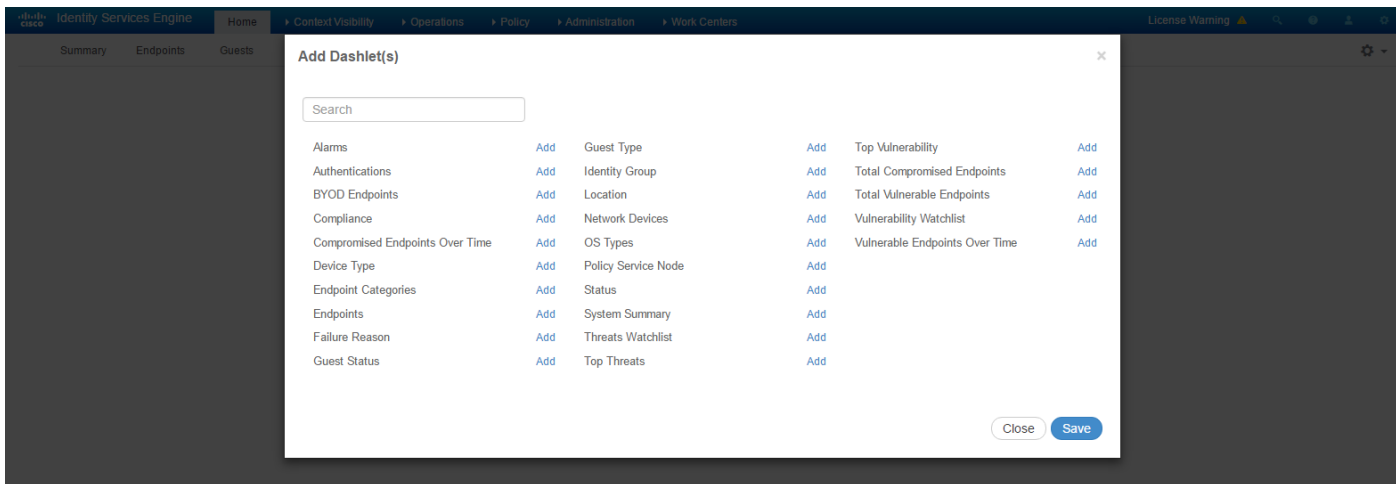 cisco Identity Services Engine Home Context Visibility Operations Policy Administration Work Centers License Warning
Summary Endpoints Guests
Add Dashlet(s) ×
Search
Alarms Add Guest Type Add Top Vulnerability Add
Authentications Add Identity Group Add Total Compromised Endpoints Add
BYOD Endpoints Add Location Add Total Vulnerable Endpoints Add
Compliance Add Network Devices Add Vulnerability Watchlist Add
Compromised Endpoints Over Time Add OS Types Add Vulnerable Endpoints Over Time Add
Device Type Add Policy Service Node Add
Endpoint Categories Add Status Add
Endpoints Add System Summary Add
Failure Reason Add Threats Watchlist Add
Guest Status Add Top Threats Add
Close Save